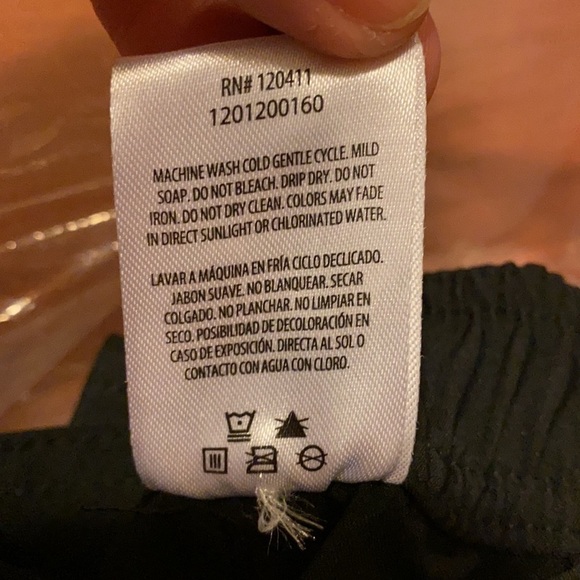 RN# 120411
1201200160
MACHINE WASH COLD GENTLE CYCLE. MILD
SOAP. DO NOT BLEACH. DRIP DRY. DO NOT
IRON. DO NOT DRY CLEAN. COLORS MAY FADE
IN DIRECT SUNLIGHT OR CHLORINATED WATER.
LAVAR A MÁQUINA EN FRÍA CICLO DECLICADO.
JABON SUAVE. NO BLANQUEAR. SECAR
COLGADO. NO PLANCHAR. NO LIMPIAR EN
SECO. POSIBILIDAD DE DECOLORACIÓN EN
CASO DE EXPOSICIÓN. DIRECTA AL SOL O
CONTACTO CON AGUA CON CLORO.